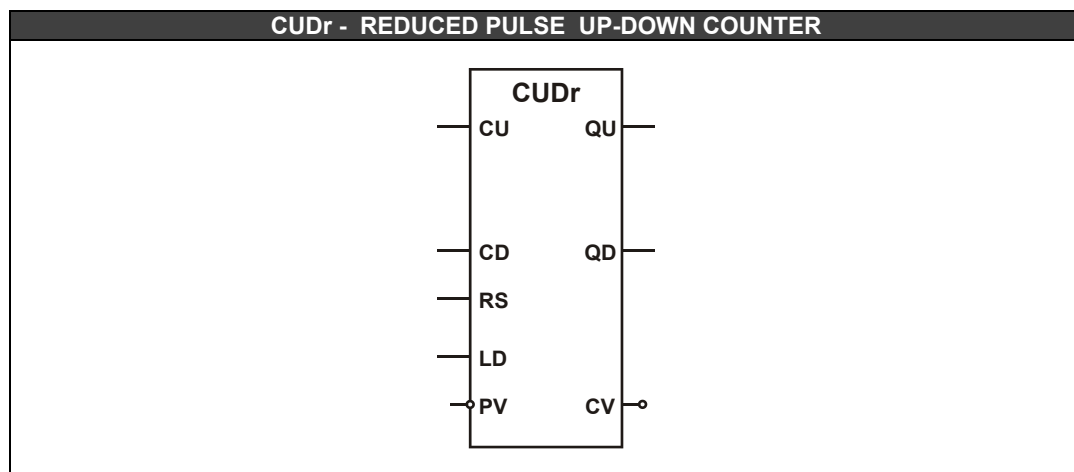 CUDr - REDUCED PULSE UP-DOWN COUNTER
CUDr
CU QU
CD QD
RS
LD
PV CV